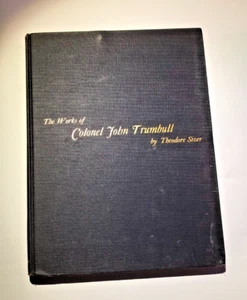 The Works of
Colonel John Trumbull
by Theodore Sizer